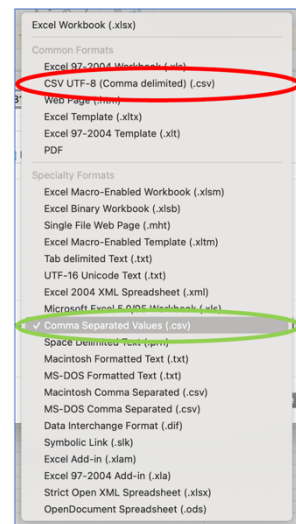 Excel Workbook (.xlsx)
Common Formats
Excel 97-2004 Workbook (.xls)
CSV UTF-8 (Comma delimited) (.csv)
Web Page (.htm)
Excel Template (.xltx)
Excel 97-2004 Template (.xlt)
PDF
Specialty Formats
Excel Macro-Enabled Workbook (.xlsm)
Excel Binary Workbook (.xlsb)
Single File Web Page (.mht)
Excel Macro-Enabled Template (.xltm)
Tab delimited Text (.txt)
UTF-16 Unicode Text (.txt)
Excel 2004 XML Spreadsheet (.xml)
Microsoft Excel 5.0/95 Workbook (.xls)
✓ Comma Separated Values (.csv)
Space Delimited Text (.prn)
Macintosh Formatted Text (.txt)
MS-DOS Formatted Text (.txt)
Macintosh Comma Separated (.csv)
MS-DOS Comma Separated (.csv)
Data Interchange Format (.dif)
Symbolic Link (.slk)
Excel Add-in (.xlam)
Excel 97-2004 Add-in (.xla)
Strict Open XML Spreadsheet (.xlsx)
OpenDocument Spreadsheet (.ods)